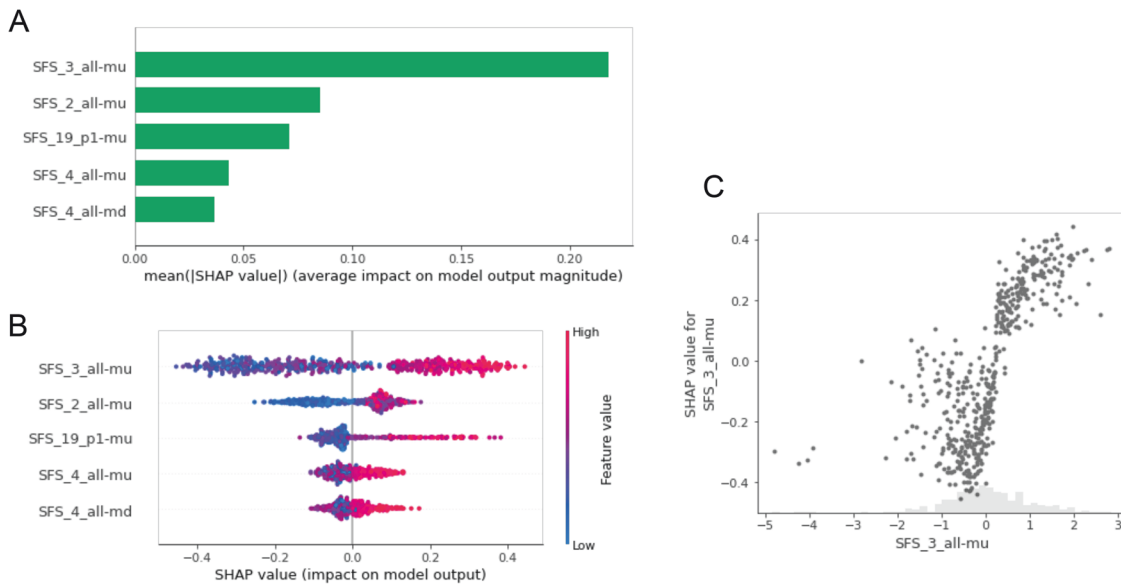 A
SFS_3_all-mu
SFS_2_all-mu
SFS_19_p1-mu
SFS_4_all-mu
SFS_4_all-md
0.00 0.05 0.10 0.15 0.20
mean(|SHAP value|) (average impact on model output magnitude)
B
High
SFS_3_all-mu
SFS_2_all-mu
SFS_19_p1-mu
SFS_4_all-mu
SFS_4_all-md
Feature value
Low
−0.4 −0.2 0.0 0.2 0.4
SHAP value (impact on model output)
C
0.4
0.2
0.0
−0.2
−0.4
SHAP value for
SFS_3_all-mu
−5 −4 −3 −2 −1 0 1 2 3
SFS_3_all-mu